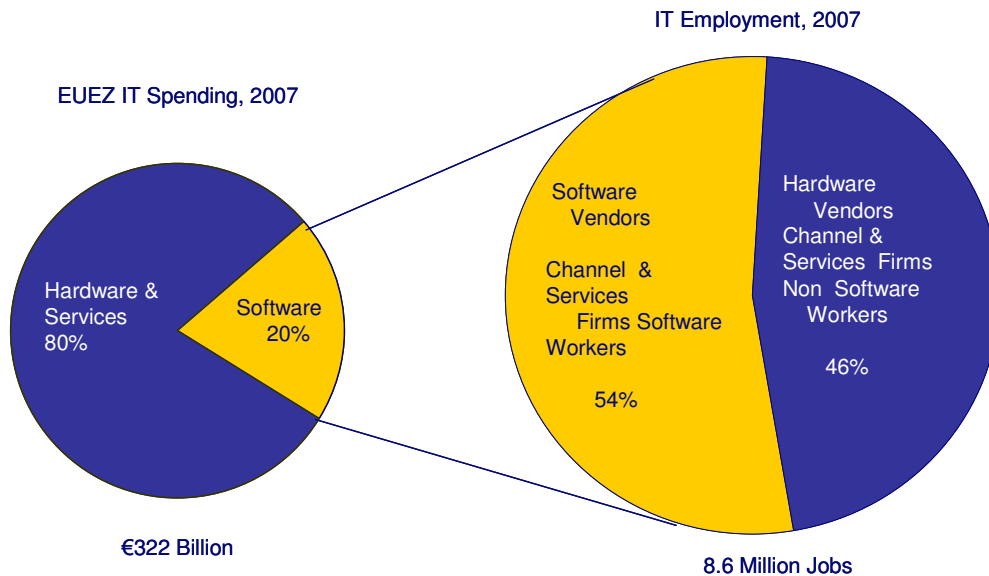 IT Employment, 2007
EUEZ IT Spending, 2007
Hardware &
Services
80%
Software
20%
€322 Billion
Software
Vendors
Channel &
Services
Firms Software
Workers
54%
Hardware
Vendors
Channel &
Services Firms
Non Software
Workers
46%
8.6 Million Jobs